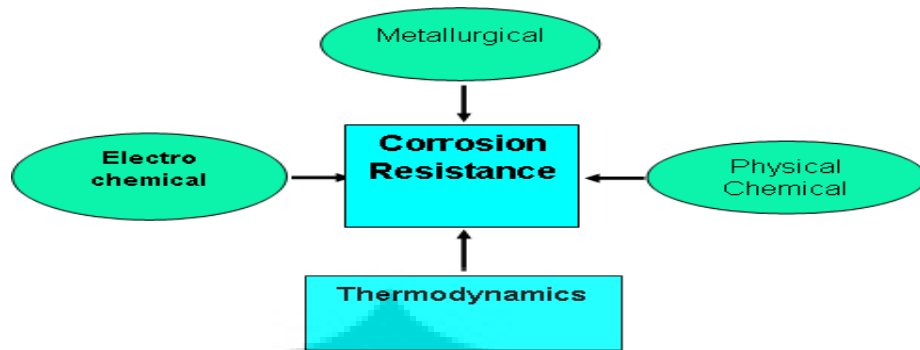 Metallurgical
Corrosion
Resistance
Electro
chemical
Physical
Chemical
Thermodynamics